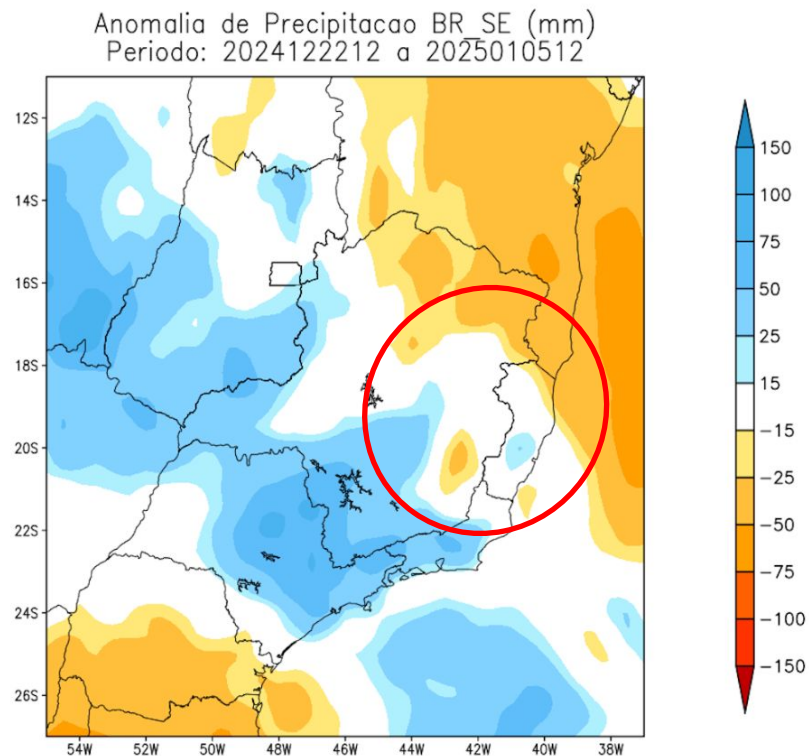 Anomalia de Precipitacao BR_SE (mm)
Periodo: 2024122212 a 2025010512
12S
14S
16S
18S
20S
22S
24S
26S
54W 52W 50W 48W 46W 44W 42W 40W 38W
150
100
75
50
25
15
-15
-25
-50
-75
-100
-150